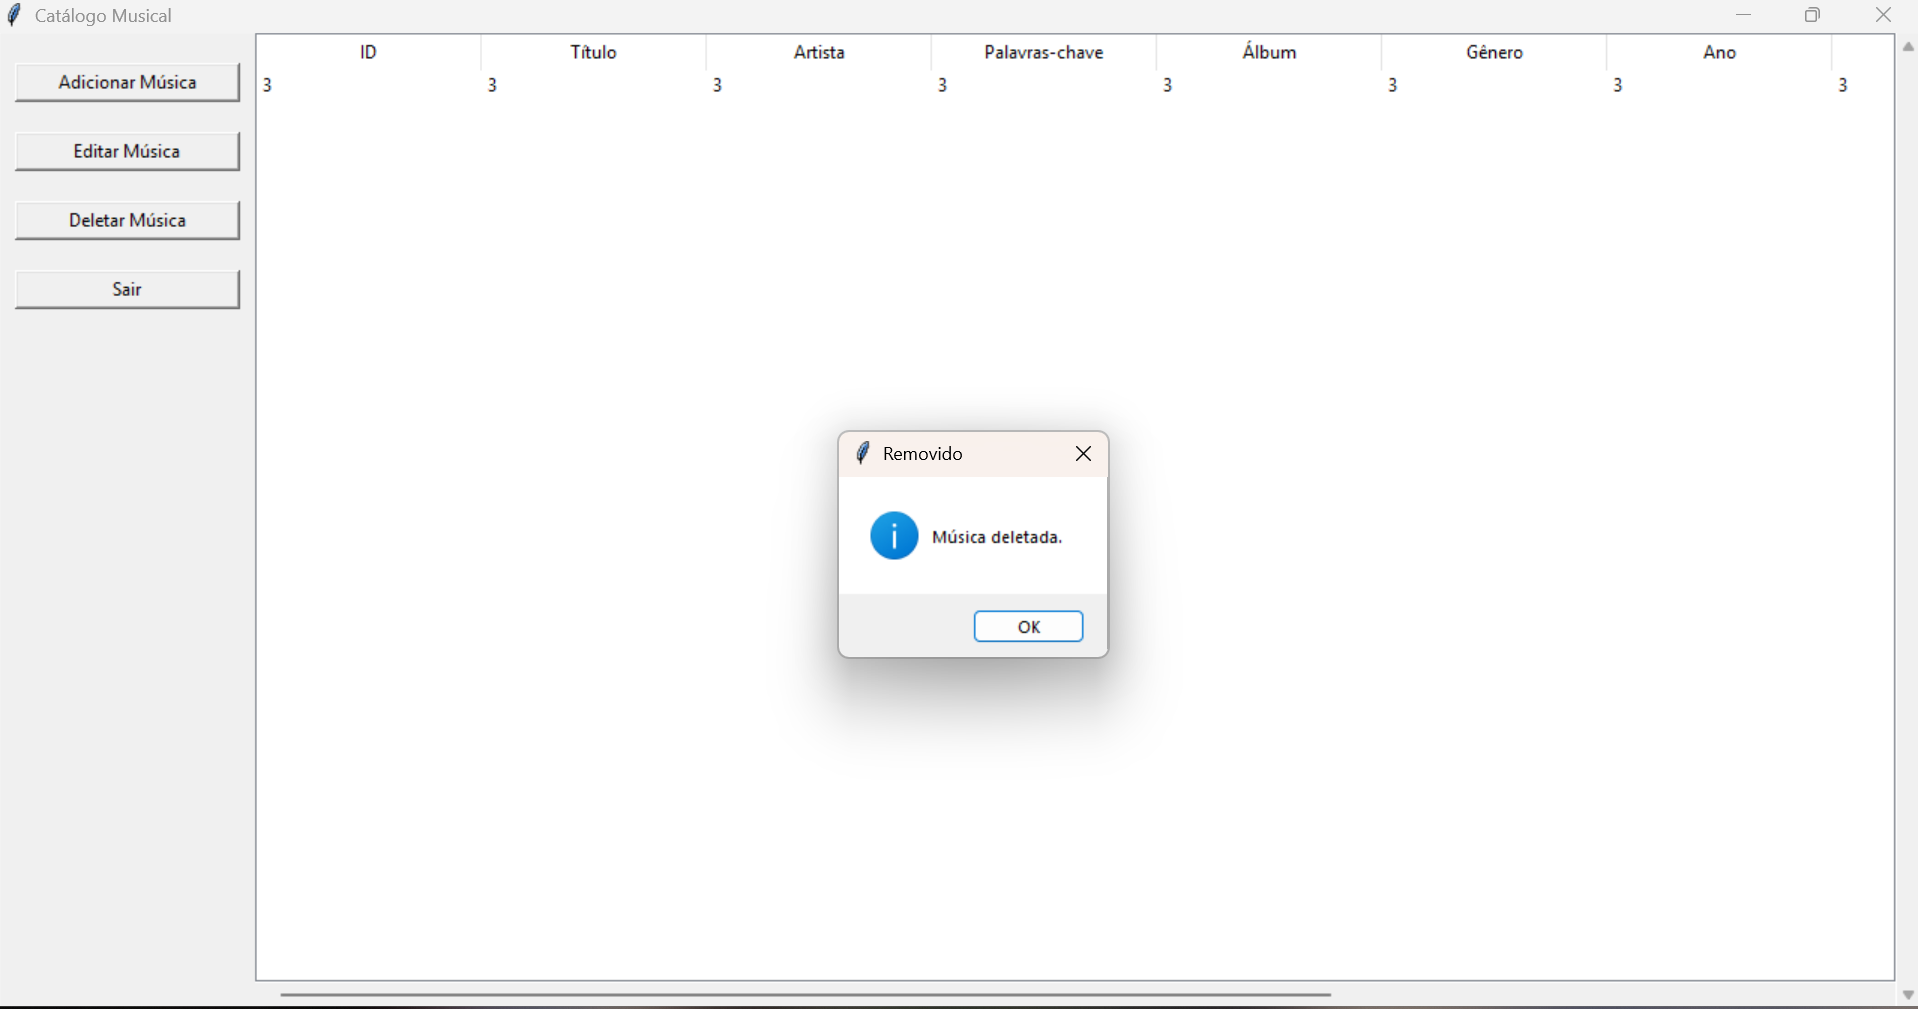 Catálogo Musical
Adicionar Música
Editar Música
Deletar Música
Sair
ID Título Artista Palavras-chave Álbum Gênero Ano
3 3 3 3 3 3 3 3
Removido
Música deletada.
OK